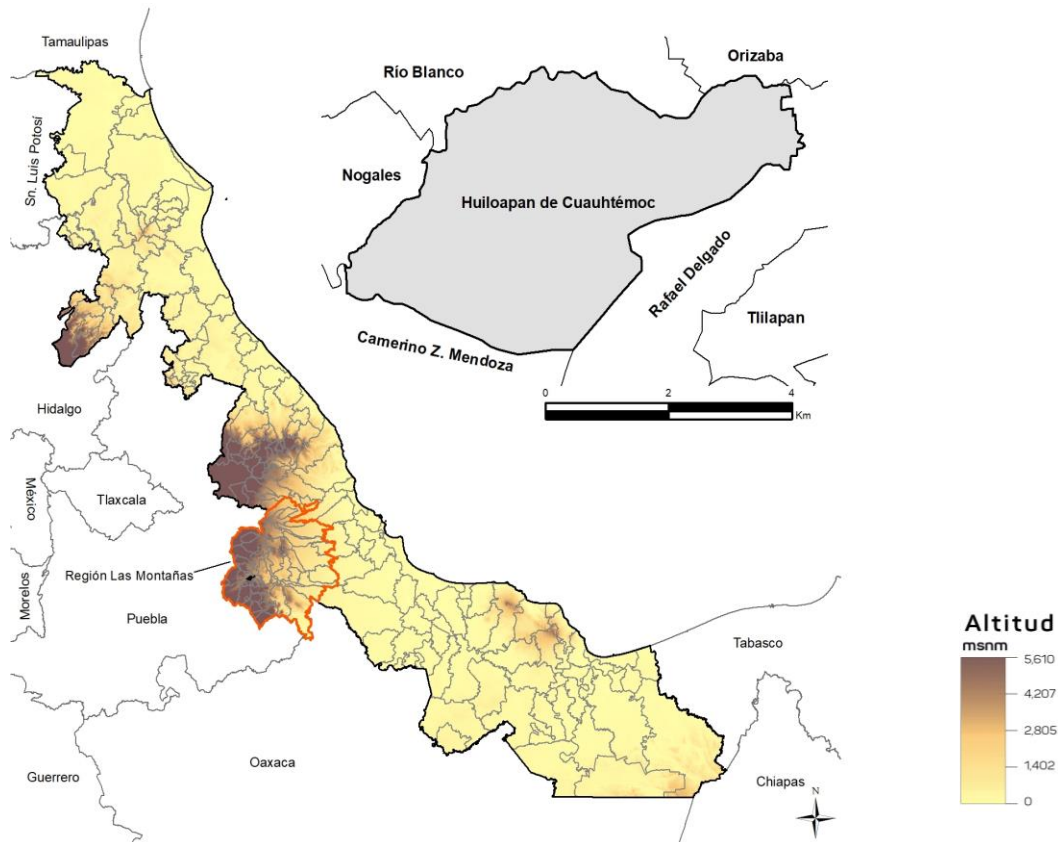 Tamaulipas
Sn. Luis Potosí
Hidalgo
México
Tlaxcala
Morelos
Región Las Montañas
Puebla
Guerrero
Oaxaca
Tabasco
Chiapas
Río Blanco
Orizaba
Nogales
Huiloapan de Cuauhtémoc
Rafael Delgado
Tlilapan
Camerino Z. Mendoza
0 2 4
Km
Altitud
msnm
5,610
4,207
2,805
1402
0
N